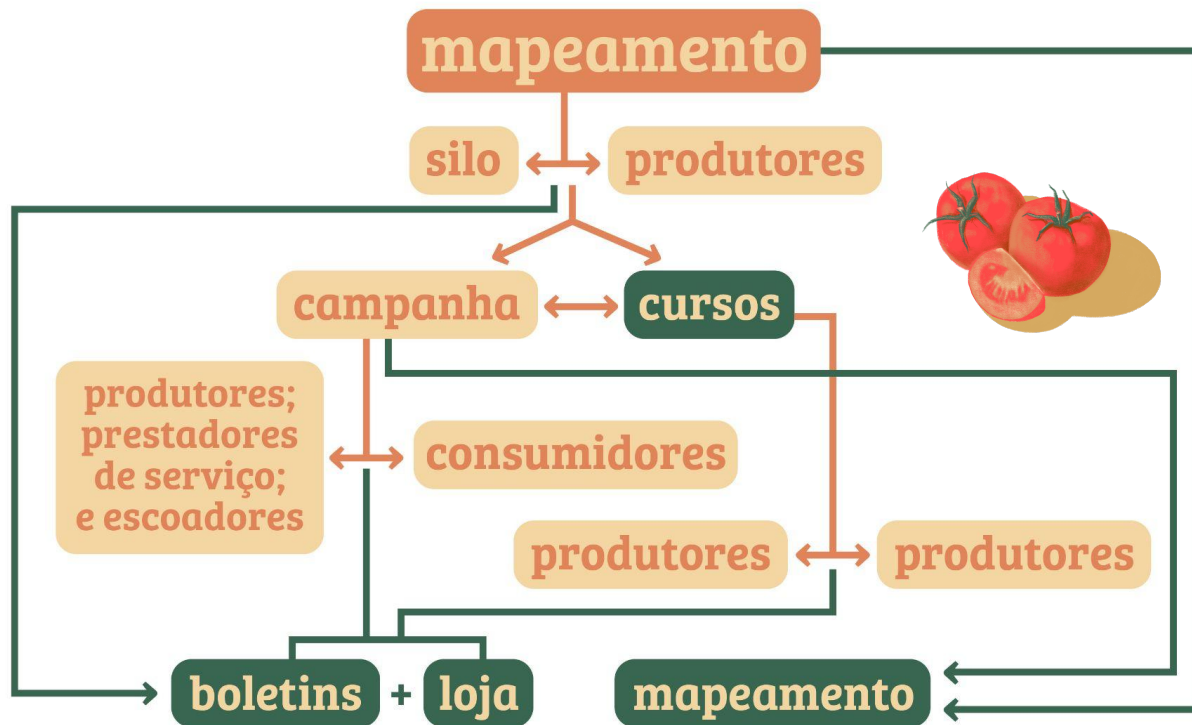 mapeamento
silo
produtores
campanha
cursos
produtores;
prestadores
de serviço;
e escoadores
consumidores
produtores
produtores
boletins + loja
mapeamento